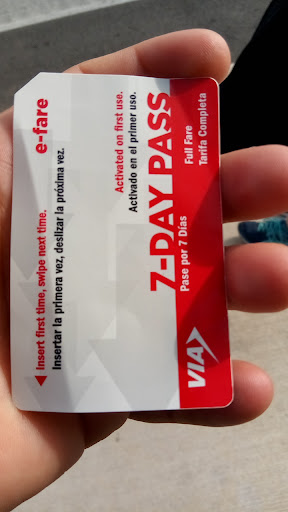 e-fare
Insert first time, swipe next time.
Insertar la primera vez, deslizar la próxima vez.
Activated on first use.
Activado en el primer uso.
7-DAY PASS
Pase por 7 Días
Full Fare
Tarifa Completa
VIA